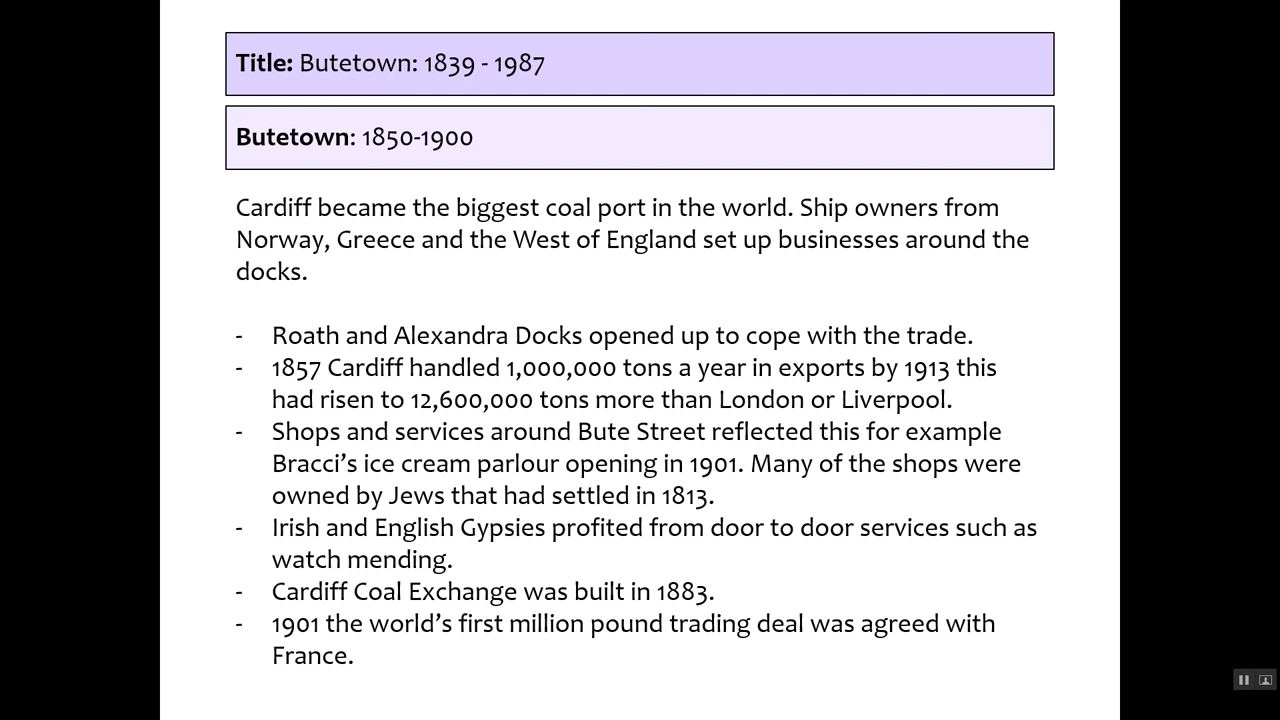 Title: Butetown: 1839 - 1987
Butetown: 1850-1900
Cardiff became the biggest coal port in the world. Ship owners from
Norway, Greece and the West of England set up businesses around the
docks.
- Roath and Alexandra Docks opened up to cope with the trade.
- 1857 Cardiff handled 1,000,000 tons a year in exports by 1913 this
had risen to 12,600,000 tons more than London or Liverpool.
- Shops and services around Bute Street reflected this for example
Bracci's ice cream parlour opening in 1901. Many of the shops were
owned by Jews that had settled in 1813.
- Irish and English Gypsies profited from door to door services such as
watch mending.
- Cardiff Coal Exchange was built in 1883.
- 1901 the world's first million pound trading deal was agreed with
France.